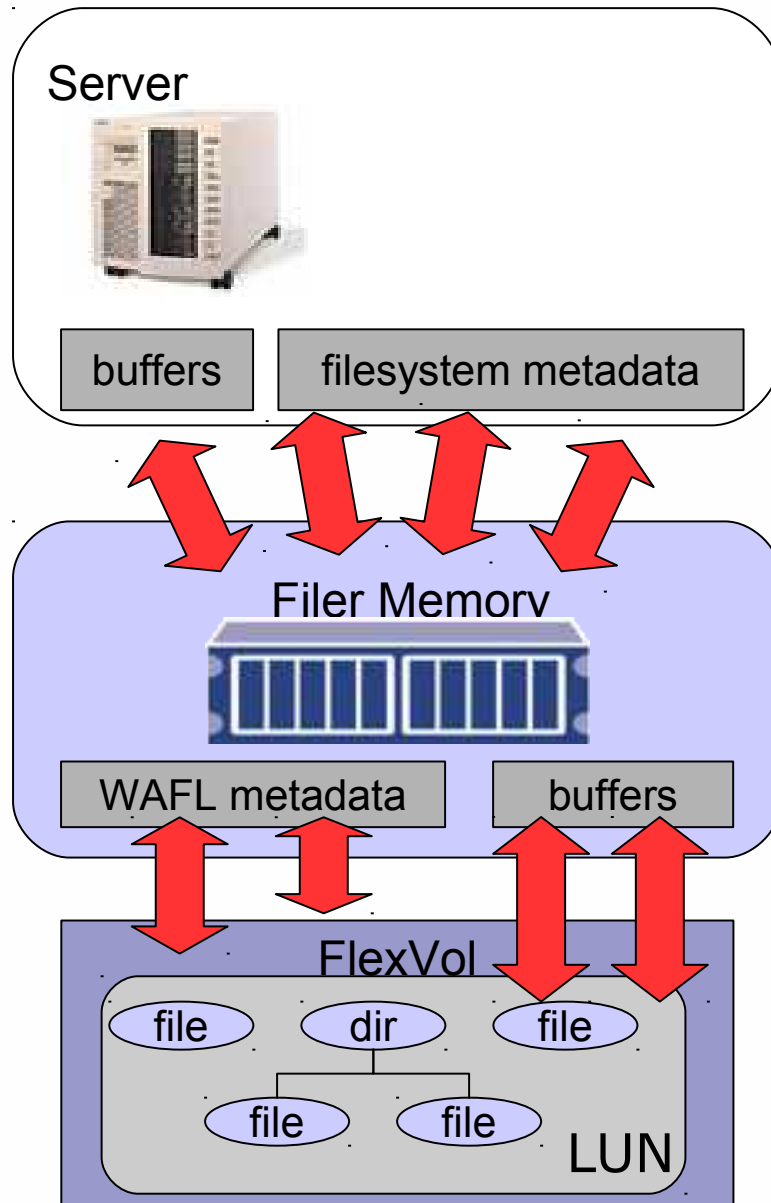 Server
buffers
filesystem metadata
Filer Memory
WAFL metadata
buffers
FlexVol
file
dir
file
file
file
LUN